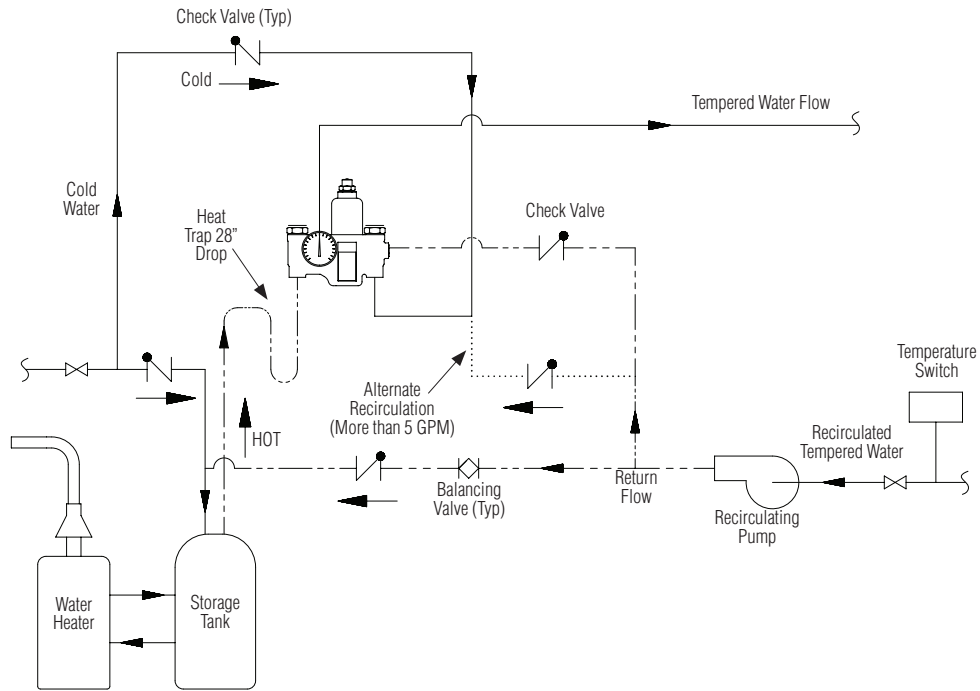 Check Valve (Typ)
Cold
Tempered Water Flow
Cold
Water
Heat
Trap 28"
Drop
Check Valve
Temperature
Switch
Alternate
Recirculation
(More than 5 GPM)
HOT
Recirculated
Tempered Water
Balancing
Valve (Typ)
Return
Flow
Recirculating
Pump
Water
Heater
Storage
Tank